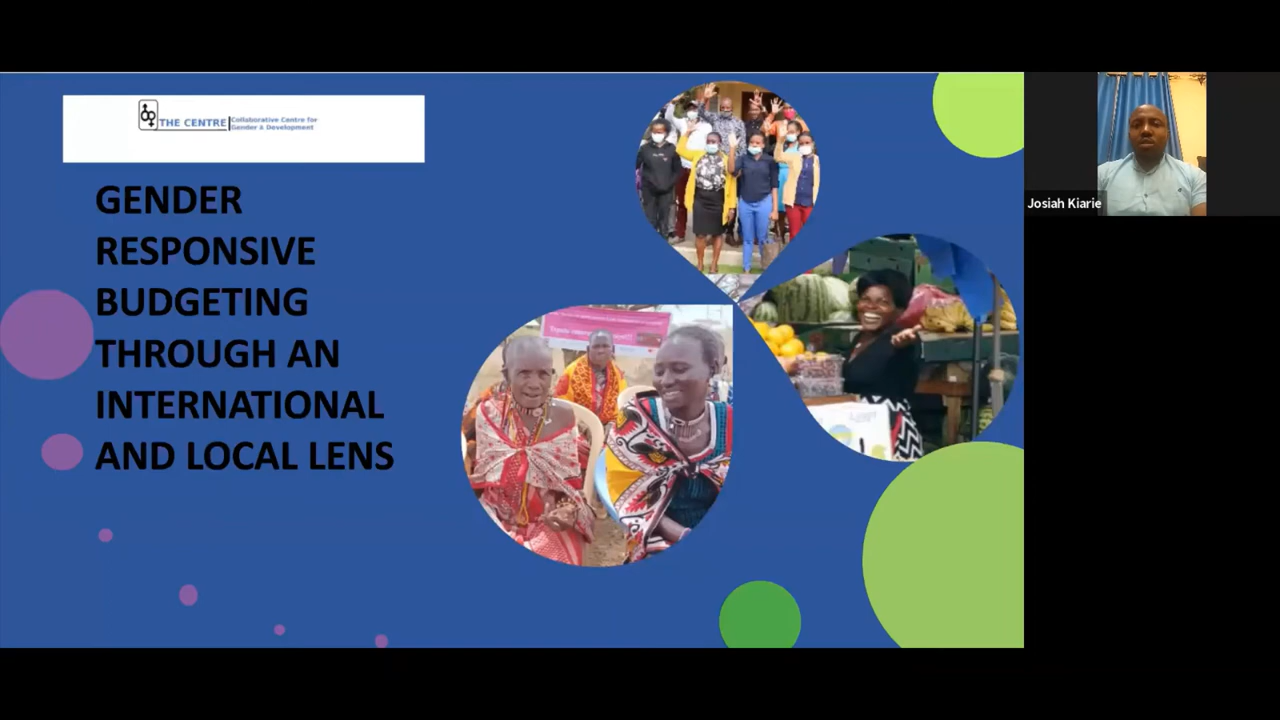 THE CENTRE
Collaborative Centre for
Gender & Development
GENDER
RESPONSIVE
BUDGETING
THROUGH AN
INTERNATIONAL
AND LOCAL LENS
Josiah Kiarie